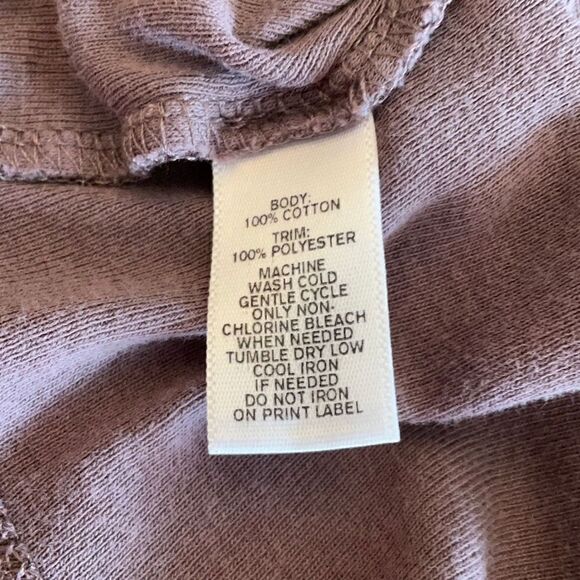 BODY:
100% COTTON
TRIM:
100% POLYESTER
MACHINE
WASH COLD
GENTLE CYCLE
ONLY NON-
CHLORINE BLEACH
WHEN NEEDED
TUMBLE DRY LOW
COOL IRON
IF NEEDED
DO NOT IRON
ON PRINT LABEL